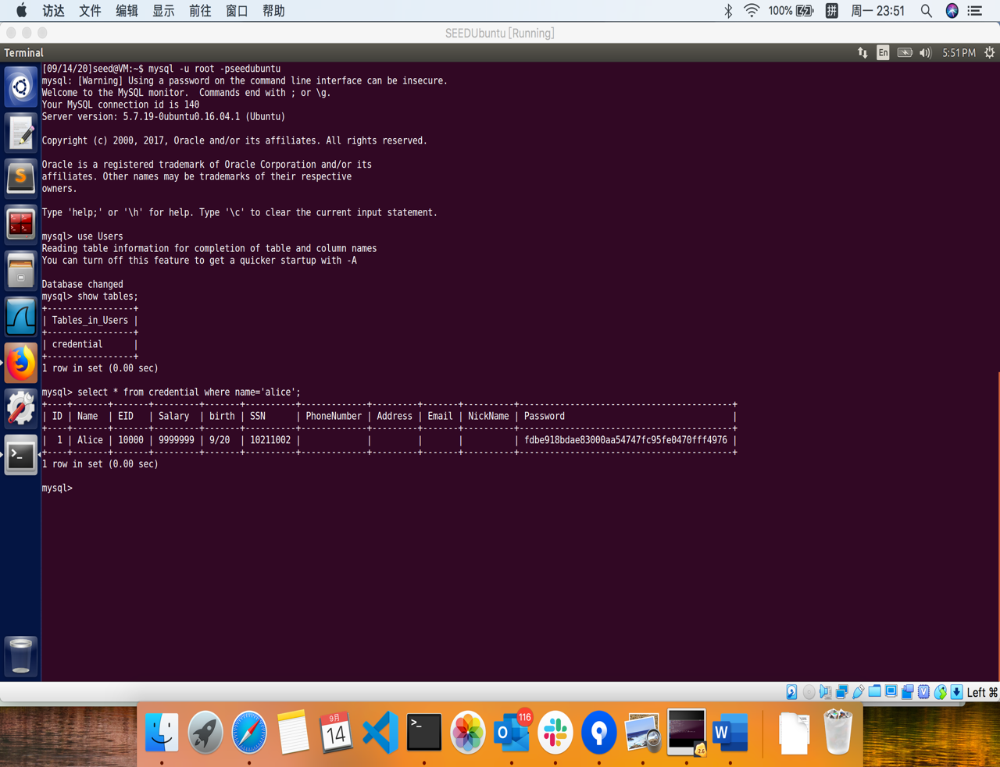 访达 文件 编辑 显示 前往 窗口 帮助 100% 拼 周一 23:51
SEEDUbuntu [Running]
Terminal En 5:51 PM
[09/14/20]seed@VM:~$ mysql -u root -pseedubuntu
mysql: [Warning] Using a password on the command line interface can be insecure.
Welcome to the MySQL monitor.  Commands end with ; or \g.
Your MySQL connection id is 140
Server version: 5.7.19-0ubuntu0.16.04.1 (Ubuntu)
Copyright (c) 2000, 2017, Oracle and/or its affiliates. All rights reserved.
Oracle is a registered trademark of Oracle Corporation and/or its
affiliates. Other names may be trademarks of their respective
owners.
Type 'help;' or '\h' for help. Type '\c' to clear the current input statement.
mysql> use Users
Reading table information for completion of table and column names
You can turn off this feature to get a quicker startup with -A
Database changed
mysql> show tables;
+-----------------+
| Tables_in_Users |
+-----------------+
| credential      |
+-----------------+
1 row in set (0.00 sec)
mysql> select * from credential where name='alice';
+----+-------+-------+---------+-------+----------+-------------+---------+-------+----------+------------------------------------------+
| ID | Name  | EID   | Salary  | birth | SSN      | PhoneNumber | Address | Email | NickName | Password                                 |
+----+-------+-------+---------+-------+----------+-------------+---------+-------+----------+------------------------------------------+
|  1 | Alice | 10000 | 9999999 | 9/20  | 10211002 |             |         |       |          | fdbe918bdae83000aa54747fc95fe0470fff4976 |
+----+-------+-------+---------+-------+----------+-------------+---------+-------+----------+------------------------------------------+
1 row in set (0.00 sec)
mysql>
Left ⌘
9月
14
116
2.6